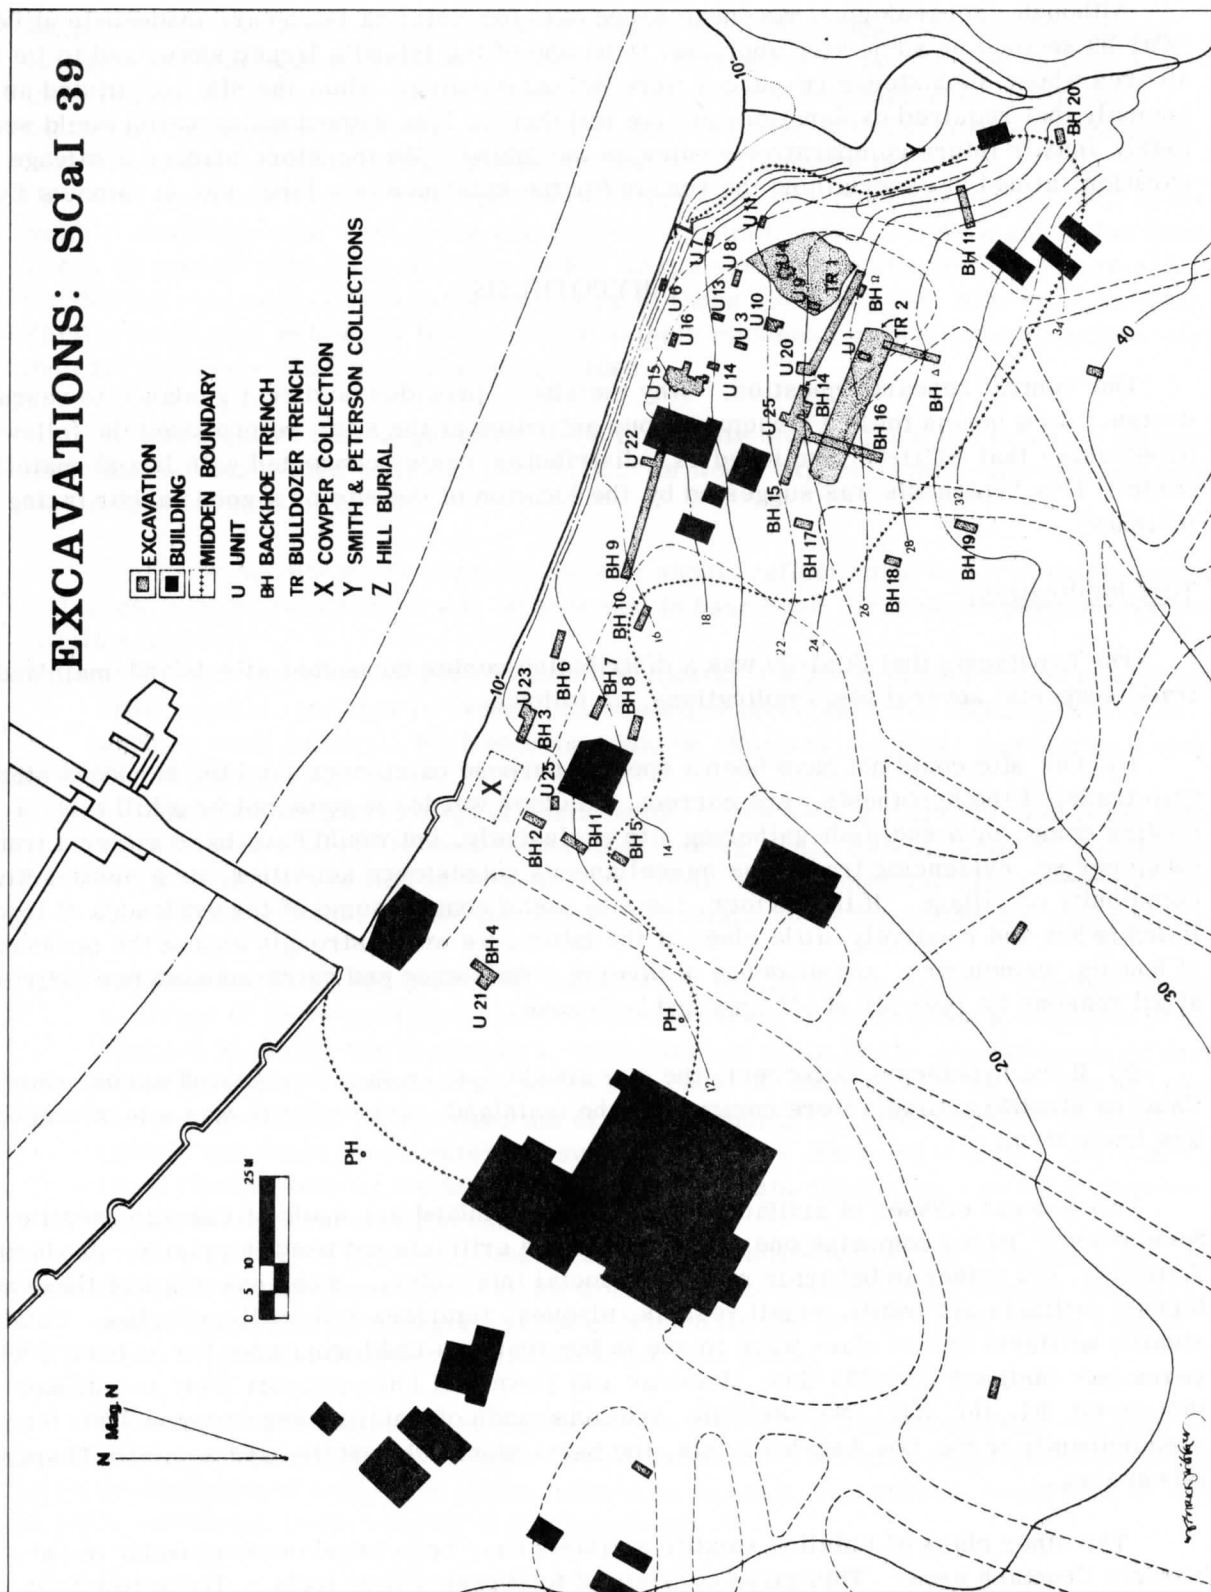 EXCAVATIONS: SCaI 39
EXCAVATION
BUILDING
MIDDEN BOUNDARY
U UNIT
BH BACKHOE TRENCH
TR BULLDOZER TRENCH
X COWPER COLLECTION
Y SMITH & PETERSON COLLECTIONS
Z HILL BURIAL
N Mag. N
0 5 10 25 M
PH
PH
12
U 21
BH 4
BH 2
U 25
BH 3
U 23
X
BH1
BH 5
14
BH 8
BH 7
BH 6
10'
BH 10
16
BH 9
18
U 22
U 15
U 16
U 6
U 7
U 8
U 13
U 3
U 14
U 10
U 20
U 9
TR 1
BH Ω
U 1
TR 2
BH 14
BH 15
BH 16
BH Δ
BH 17
BH 18
BH 19
22
24
26
28
32
34
BH 11
BH 20
Y
10'
20
30
40